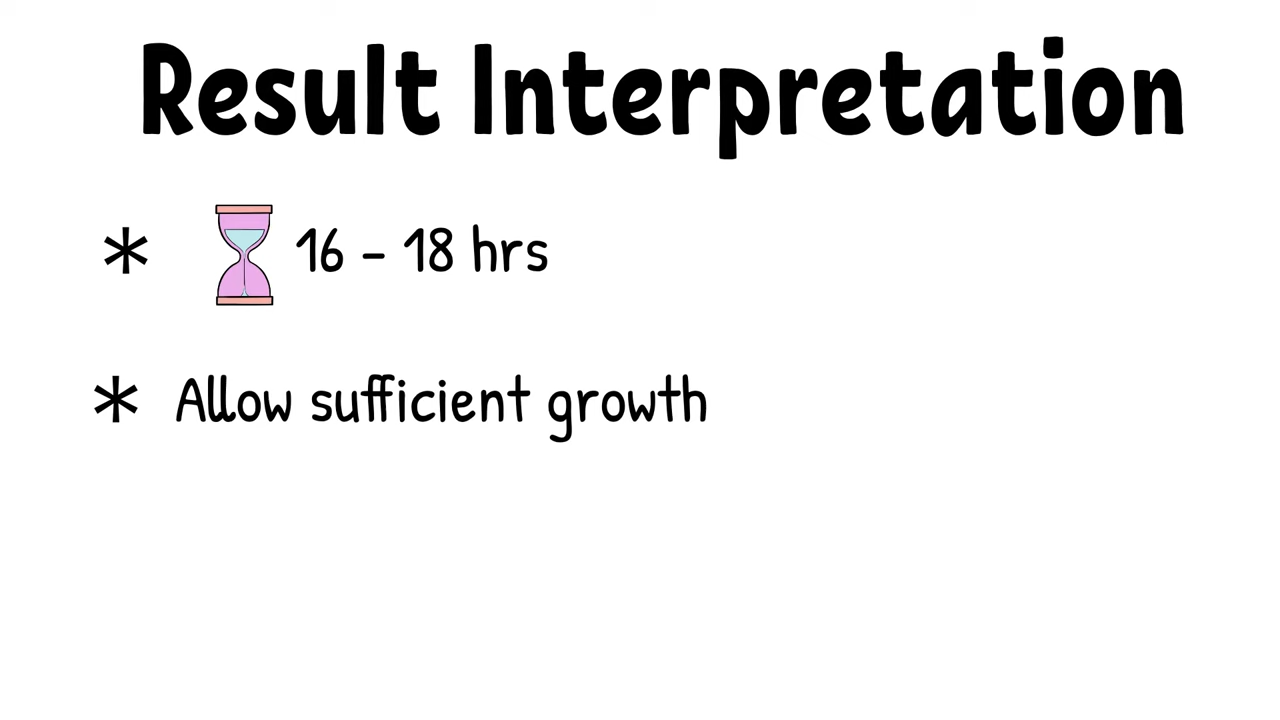 Result Interpretation
* 16 - 18 hrs
* Allow sufficient growth